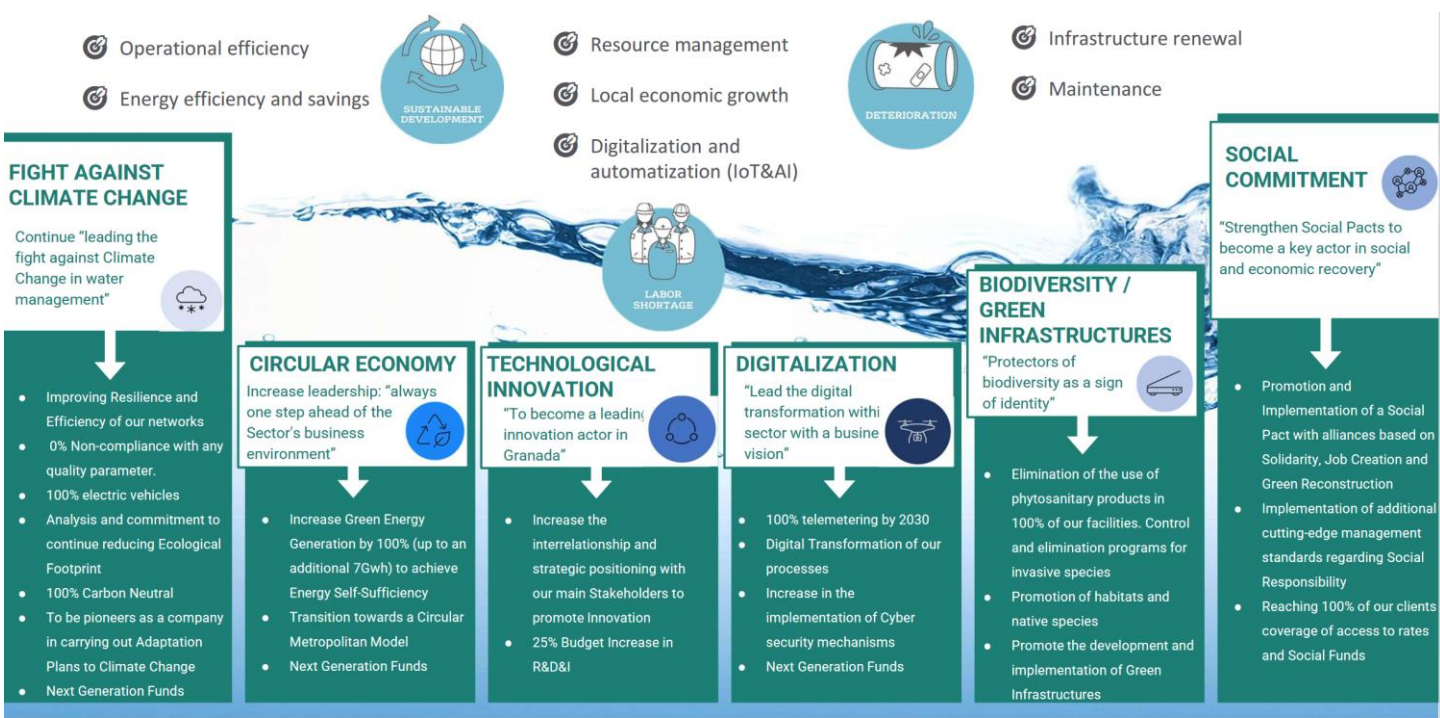 Operational efficiency
Energy efficiency and savings
SUSTAINABLE
DEVELOPMENT
Resource management
Local economic growth
Digitalization and
automatization (IoT&AI)
DETERIORATION
Infrastructure renewal
Maintenance
LABOR
SHORTAGE
FIGHT AGAINST
CLIMATE CHANGE
Continue “leading the
fight against Climate
Change in water
management”
● Improving Resilience and
Efficiency of our networks
● 0% Non-compliance with any
quality parameter.
● 100% electric vehicles
● Analysis and commitment to
continue reducing Ecological
Footprint
● 100% Carbon Neutral
● To be pioneers as a company
in carrying out Adaptation
Plans to Climate Change
● Next Generation Funds
CIRCULAR ECONOMY
Increase leadership: “always
one step ahead of the
Sector's business
environment”
● Increase Green Energy
Generation by 100% (up to an
additional 7Gwh) to achieve
Energy Self-Sufficiency
● Transition towards a Circular
Metropolitan Model
● Next Generation Funds
TECHNOLOGICAL
INNOVATION
“To become a leading
innovation actor in
Granada”
● Increase the
interrelationship and
strategic positioning with
our main Stakeholders to
promote Innovation
● 25% Budget Increase in
R&D&I
DIGITALIZATION
“Lead the digital
transformation withi
sector with a busine
vision”
● 100% telemetering by 2030
● Digital Transformation of our
processes
● Increase in the
implementation of Cyber
security mechanisms
● Next Generation Funds
BIODIVERSITY /
GREEN
INFRASTRUCTURES
“Protectors of
biodiversity as a sign
of identity”
● Elimination of the use of
phytosanitary products in
100% of our facilities. Control
and elimination programs for
invasive species
● Promotion of habitats and
native species
● Promote the development and
implementation of Green
Infrastructures
SOCIAL
COMMITMENT
“Strengthen Social Pacts to
become a key actor in social
and economic recovery”
● Promotion and
Implementation of a Social
Pact with alliances based on
Solidarity, Job Creation and
Green Reconstruction
● Implementation of additional
cutting-edge management
standards regarding Social
Responsibility
● Reaching 100% of our clients
coverage of access to rates
and Social Funds